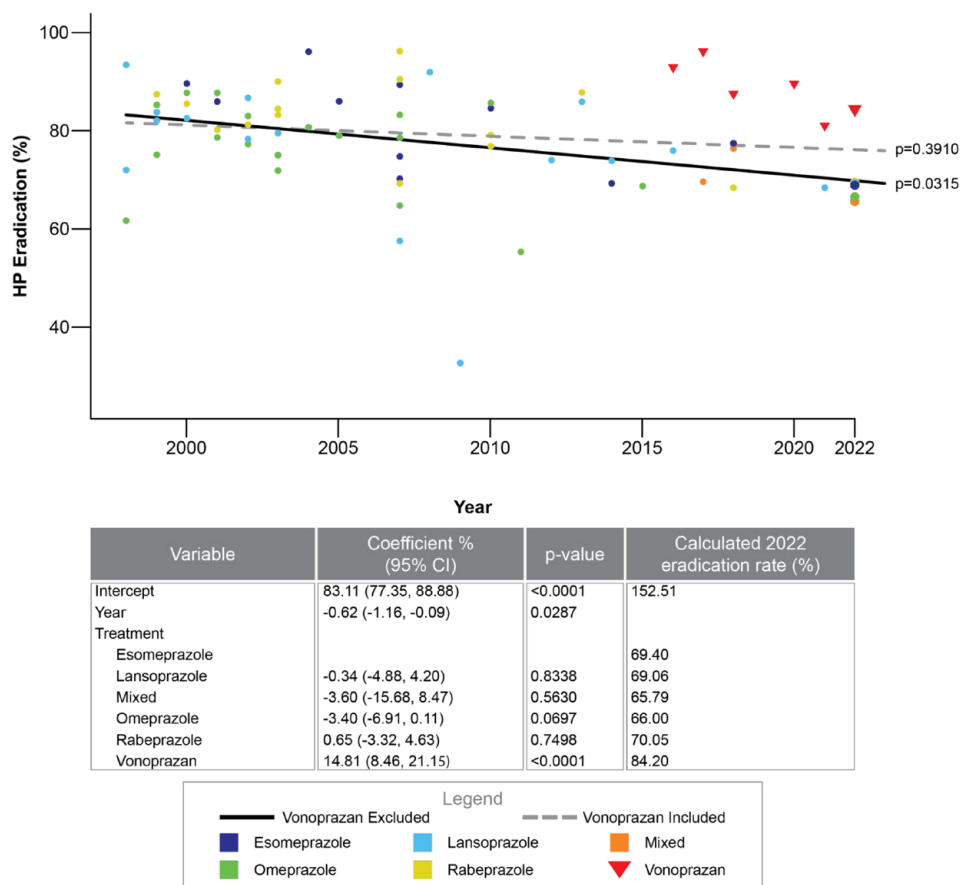 100
80
60
40
HP Eradication (%)
p=0.3910
p=0.0315
2000 2005 2010 2015 2020 2022
Year
Variable Coefficient % (95% CI) p-value Calculated 2022 eradication rate (%)
Intercept 83.11 (77.35, 88.88) <0.0001 152.51
Year -0.62 (-1.16, -0.09) 0.0287
Treatment
Esomeprazole 69.40
Lansoprazole -0.34 (-4.88, 4.20) 0.8338 69.06
Mixed -3.60 (-15.68, 8.47) 0.5630 65.79
Omeprazole -3.40 (-6.91, 0.11) 0.0697 66.00
Rabeprazole 0.65 (-3.32, 4.63) 0.7498 70.05
Vonoprazan 14.81 (8.46, 21.15) <0.0001 84.20
Legend
Vonoprazan Excluded Vonoprazan Included
Esomeprazole Lansoprazole Mixed
Omeprazole Rabeprazole Vonoprazan